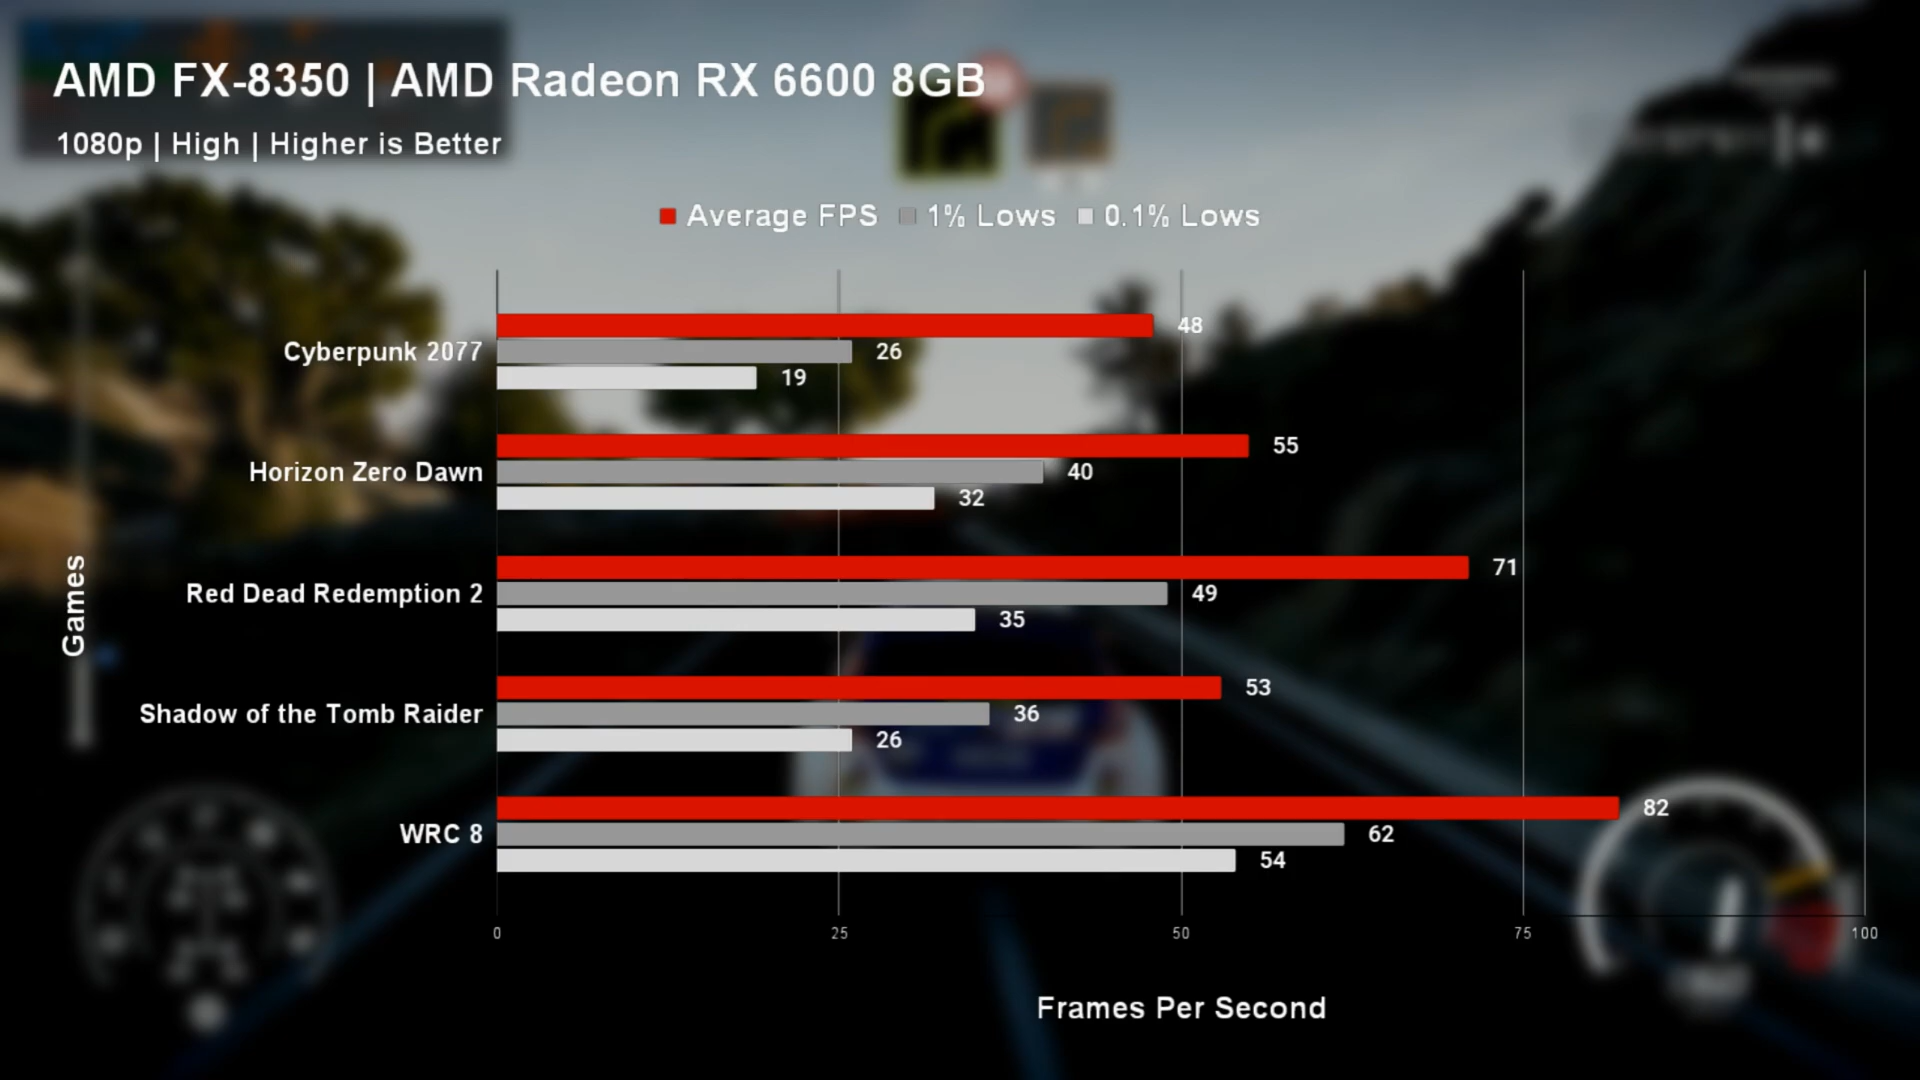 AMD FX-8350 | AMD Radeon RX 6600 8GB
1080p | High | Higher is Better
Average FPS 1% Lows 0.1% Lows
Games
Cyberpunk 2077
48
26
19
Horizon Zero Dawn
55
40
32
Red Dead Redemption 2
71
49
35
Shadow of the Tomb Raider
53
36
26
WRC 8
82
62
54
0 25 50 75 100
Frames Per Second